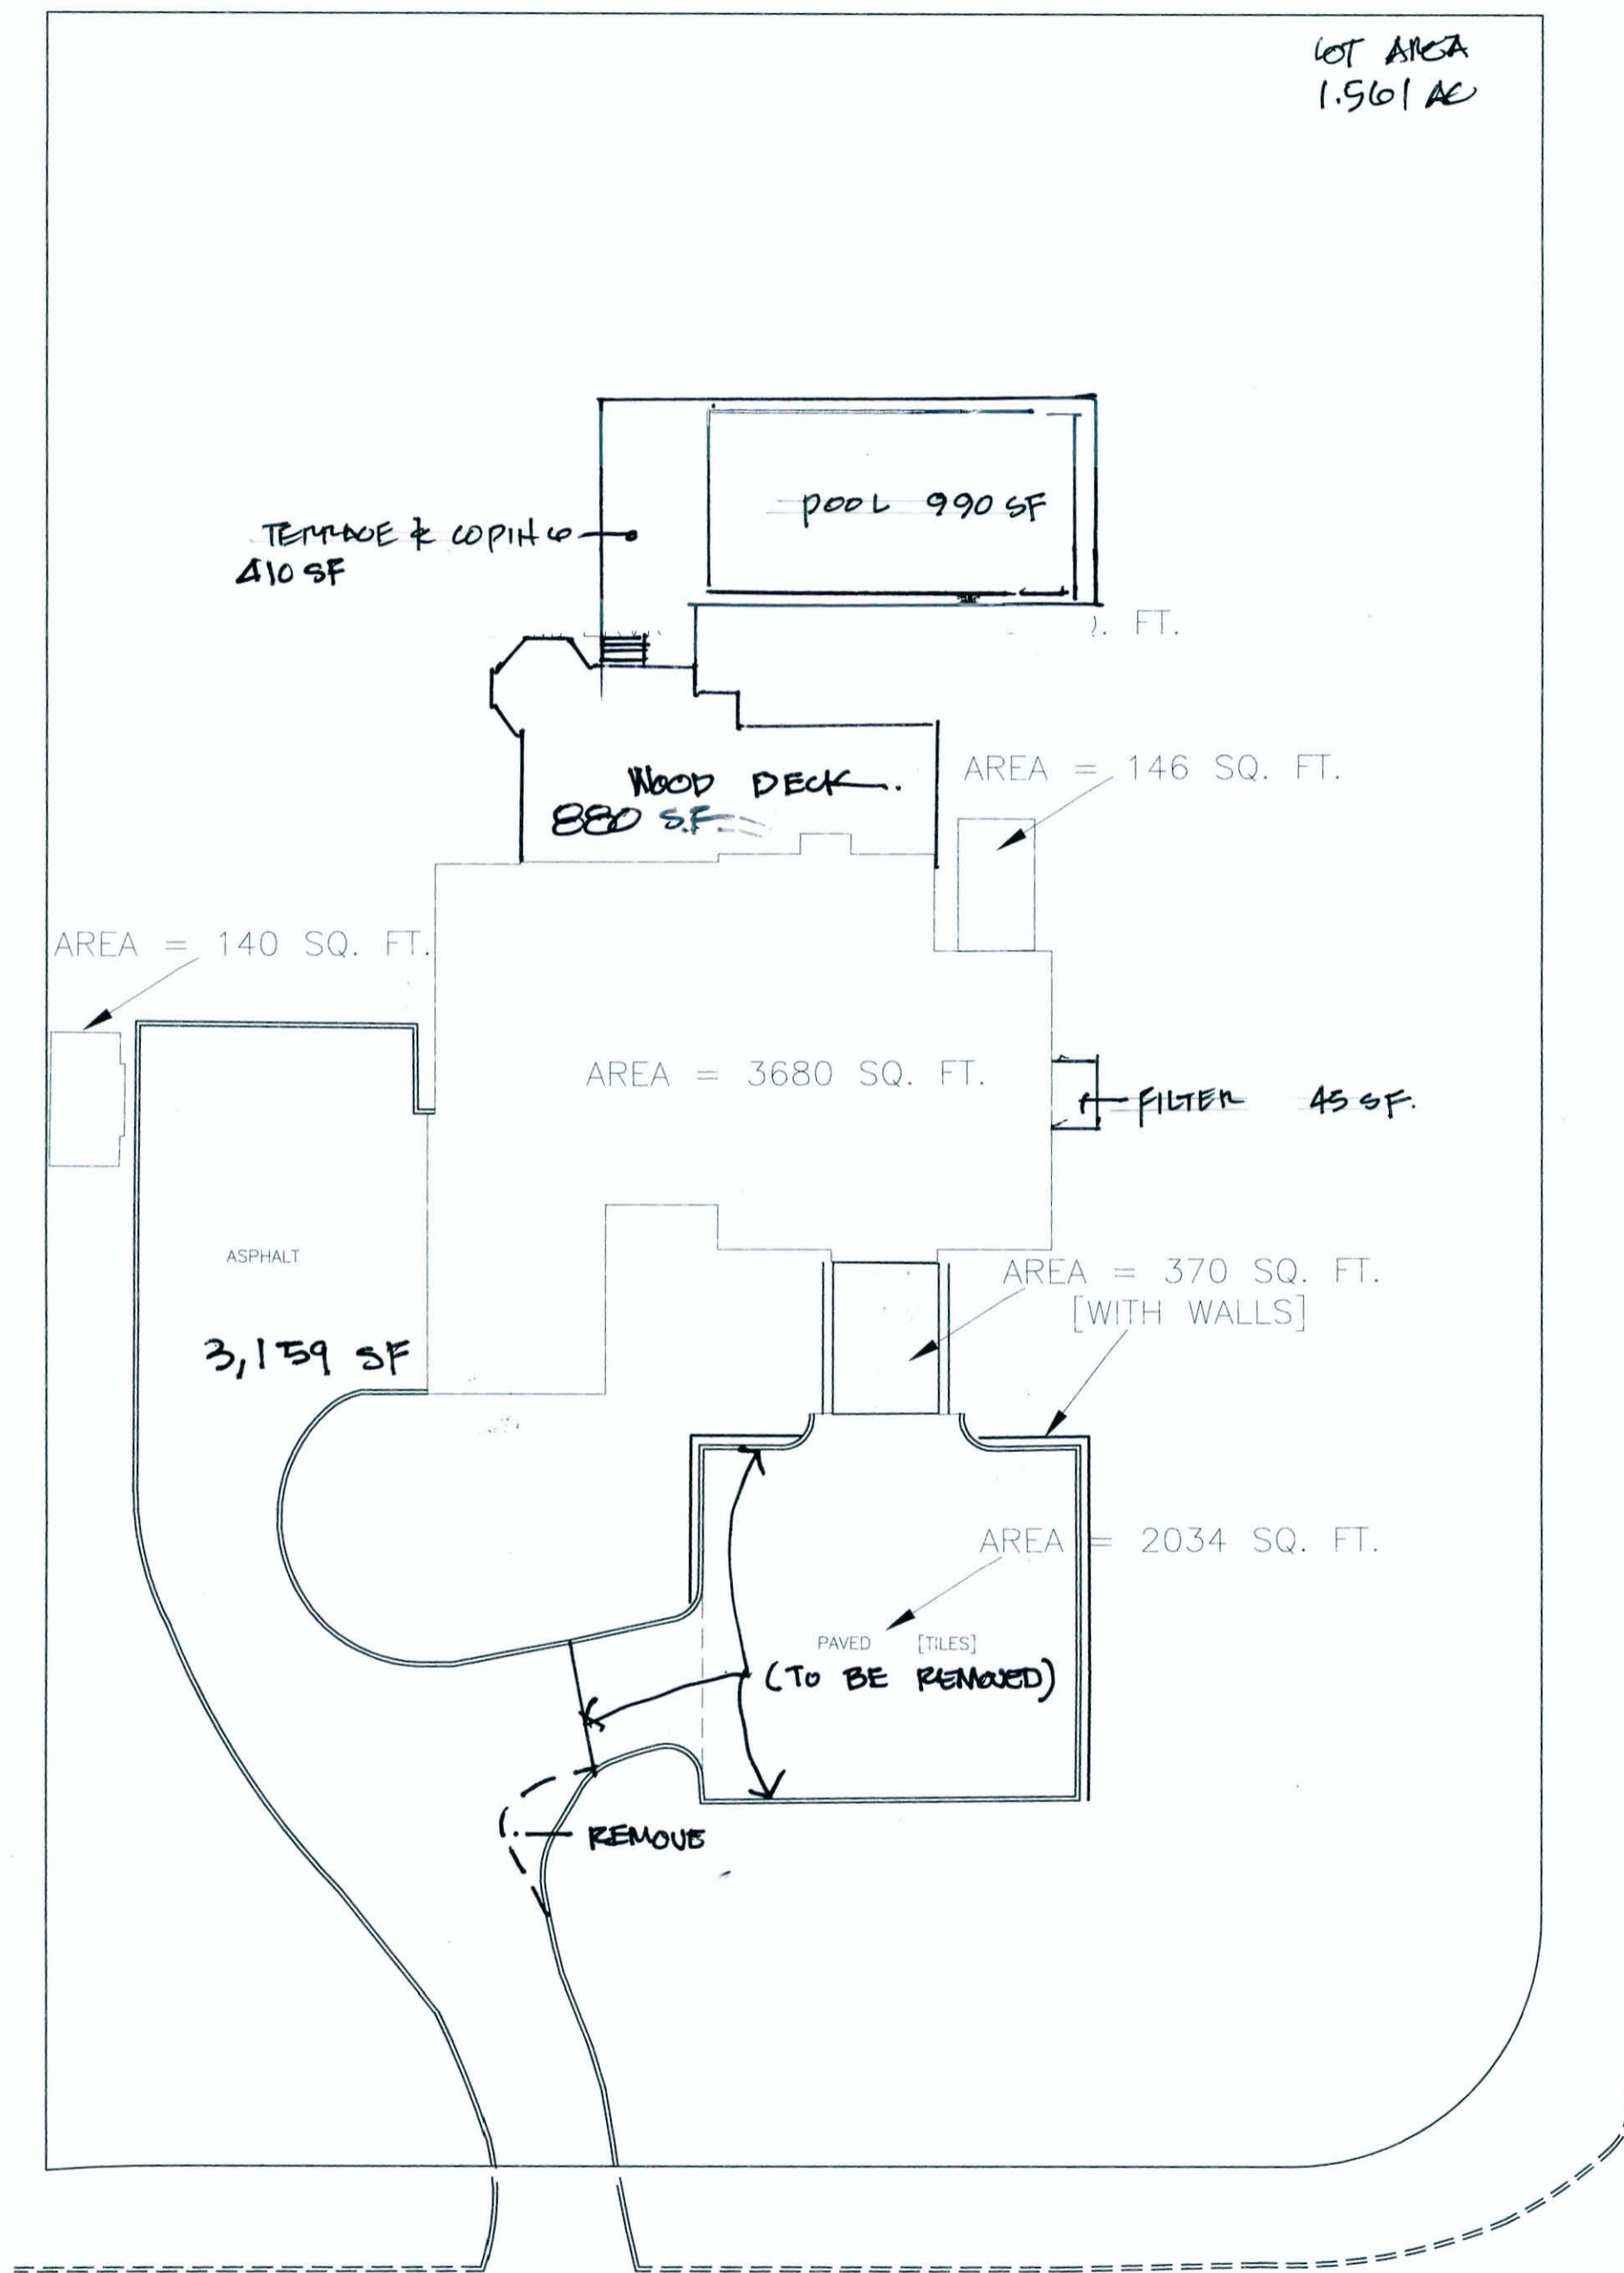 LOT AREA
1.561 AC
POOL 990 SF
TERRACE & COPING
410 SF
. FT.
AREA = 146 SQ. FT.
WOOD DECK
880 S.F.
AREA = 140 SQ. FT.
AREA = 3680 SQ. FT.
FILTER 45 SF.
ASPHALT
AREA = 370 SQ. FT.
[WITH WALLS]
3,159 SF
AREA = 2034 SQ. FT.
PAVED [TILES]
(TO BE REMOVED)
REMOVE